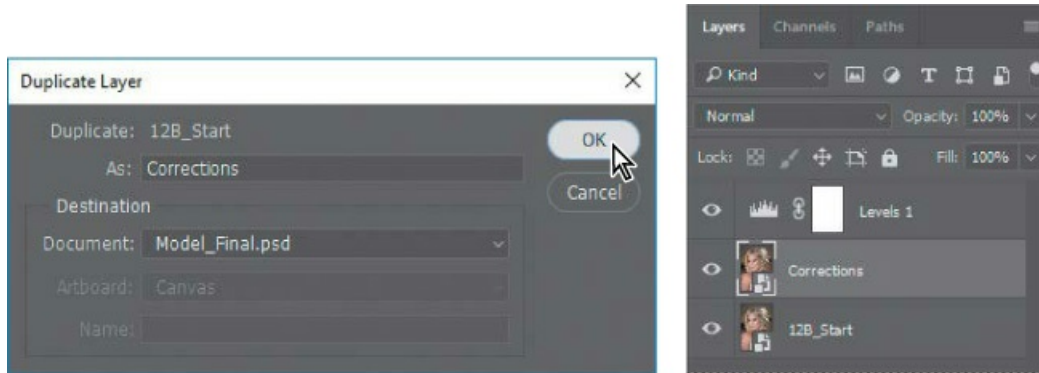 Duplicate Layer
Duplicate: 12B_Start
As: Corrections
OK
Cancel
Destination
Document: Model_Final.psd
Artboard: Canvas
Name:
Layers Channels Paths
Kind
Normal Opacity: 100%
Lock: Fill: 100%
Levels 1
Corrections
12B_Start